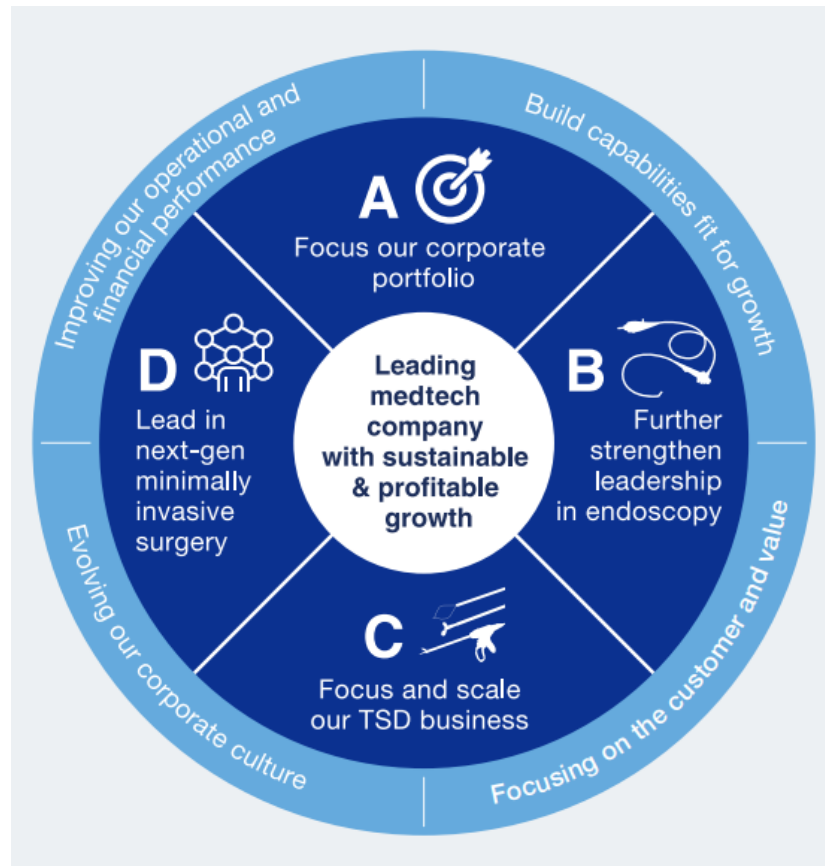 Improving our operational and
financial performance
Build capabilities fit for growth
A
Focus our corporate
portfolio
D
Lead in
next-gen
minimally
invasive
surgery
Leading
medtech
company
with sustainable
& profitable
growth
B
Further
strengthen
leadership
in endoscopy
C
Focus and scale
our TSD business
Evolving our corporate culture
Focusing on the customer and value